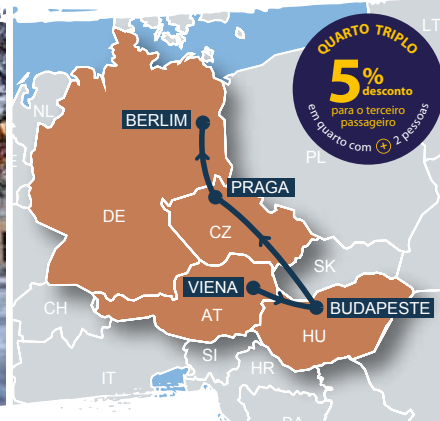 QUARTO TRIPLO
5%
desconto
para o terceiro
passageiro
em quarto com + 2 pessoas
LT
NL
BERLIM
PL
PRAGA
DE
CZ
SK
VIENA
BUDAPESTE
CH
AT
HU
SI
HR
IT